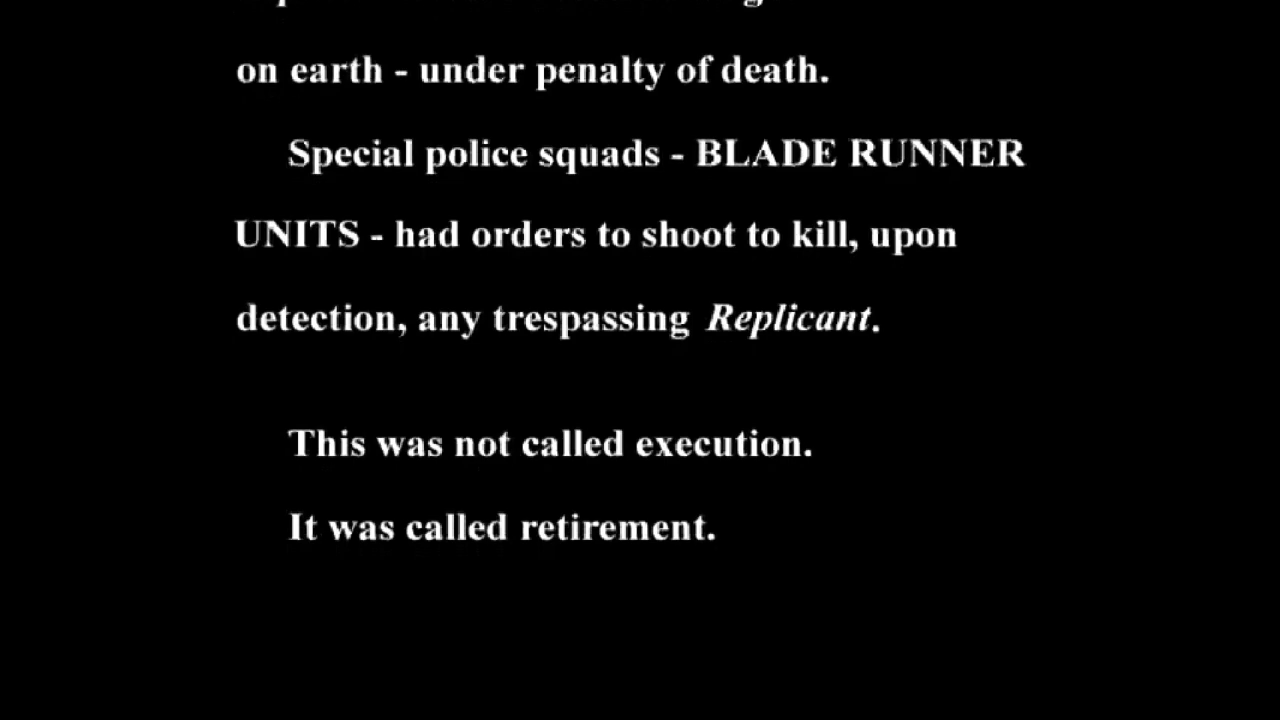 on earth - under penalty of death.
Special police squads - BLADE RUNNER
UNITS - had orders to shoot to kill, upon
detection, any trespassing Replicant.
This was not called execution.
It was called retirement.